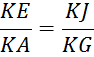 KE/KA = KJ/KG